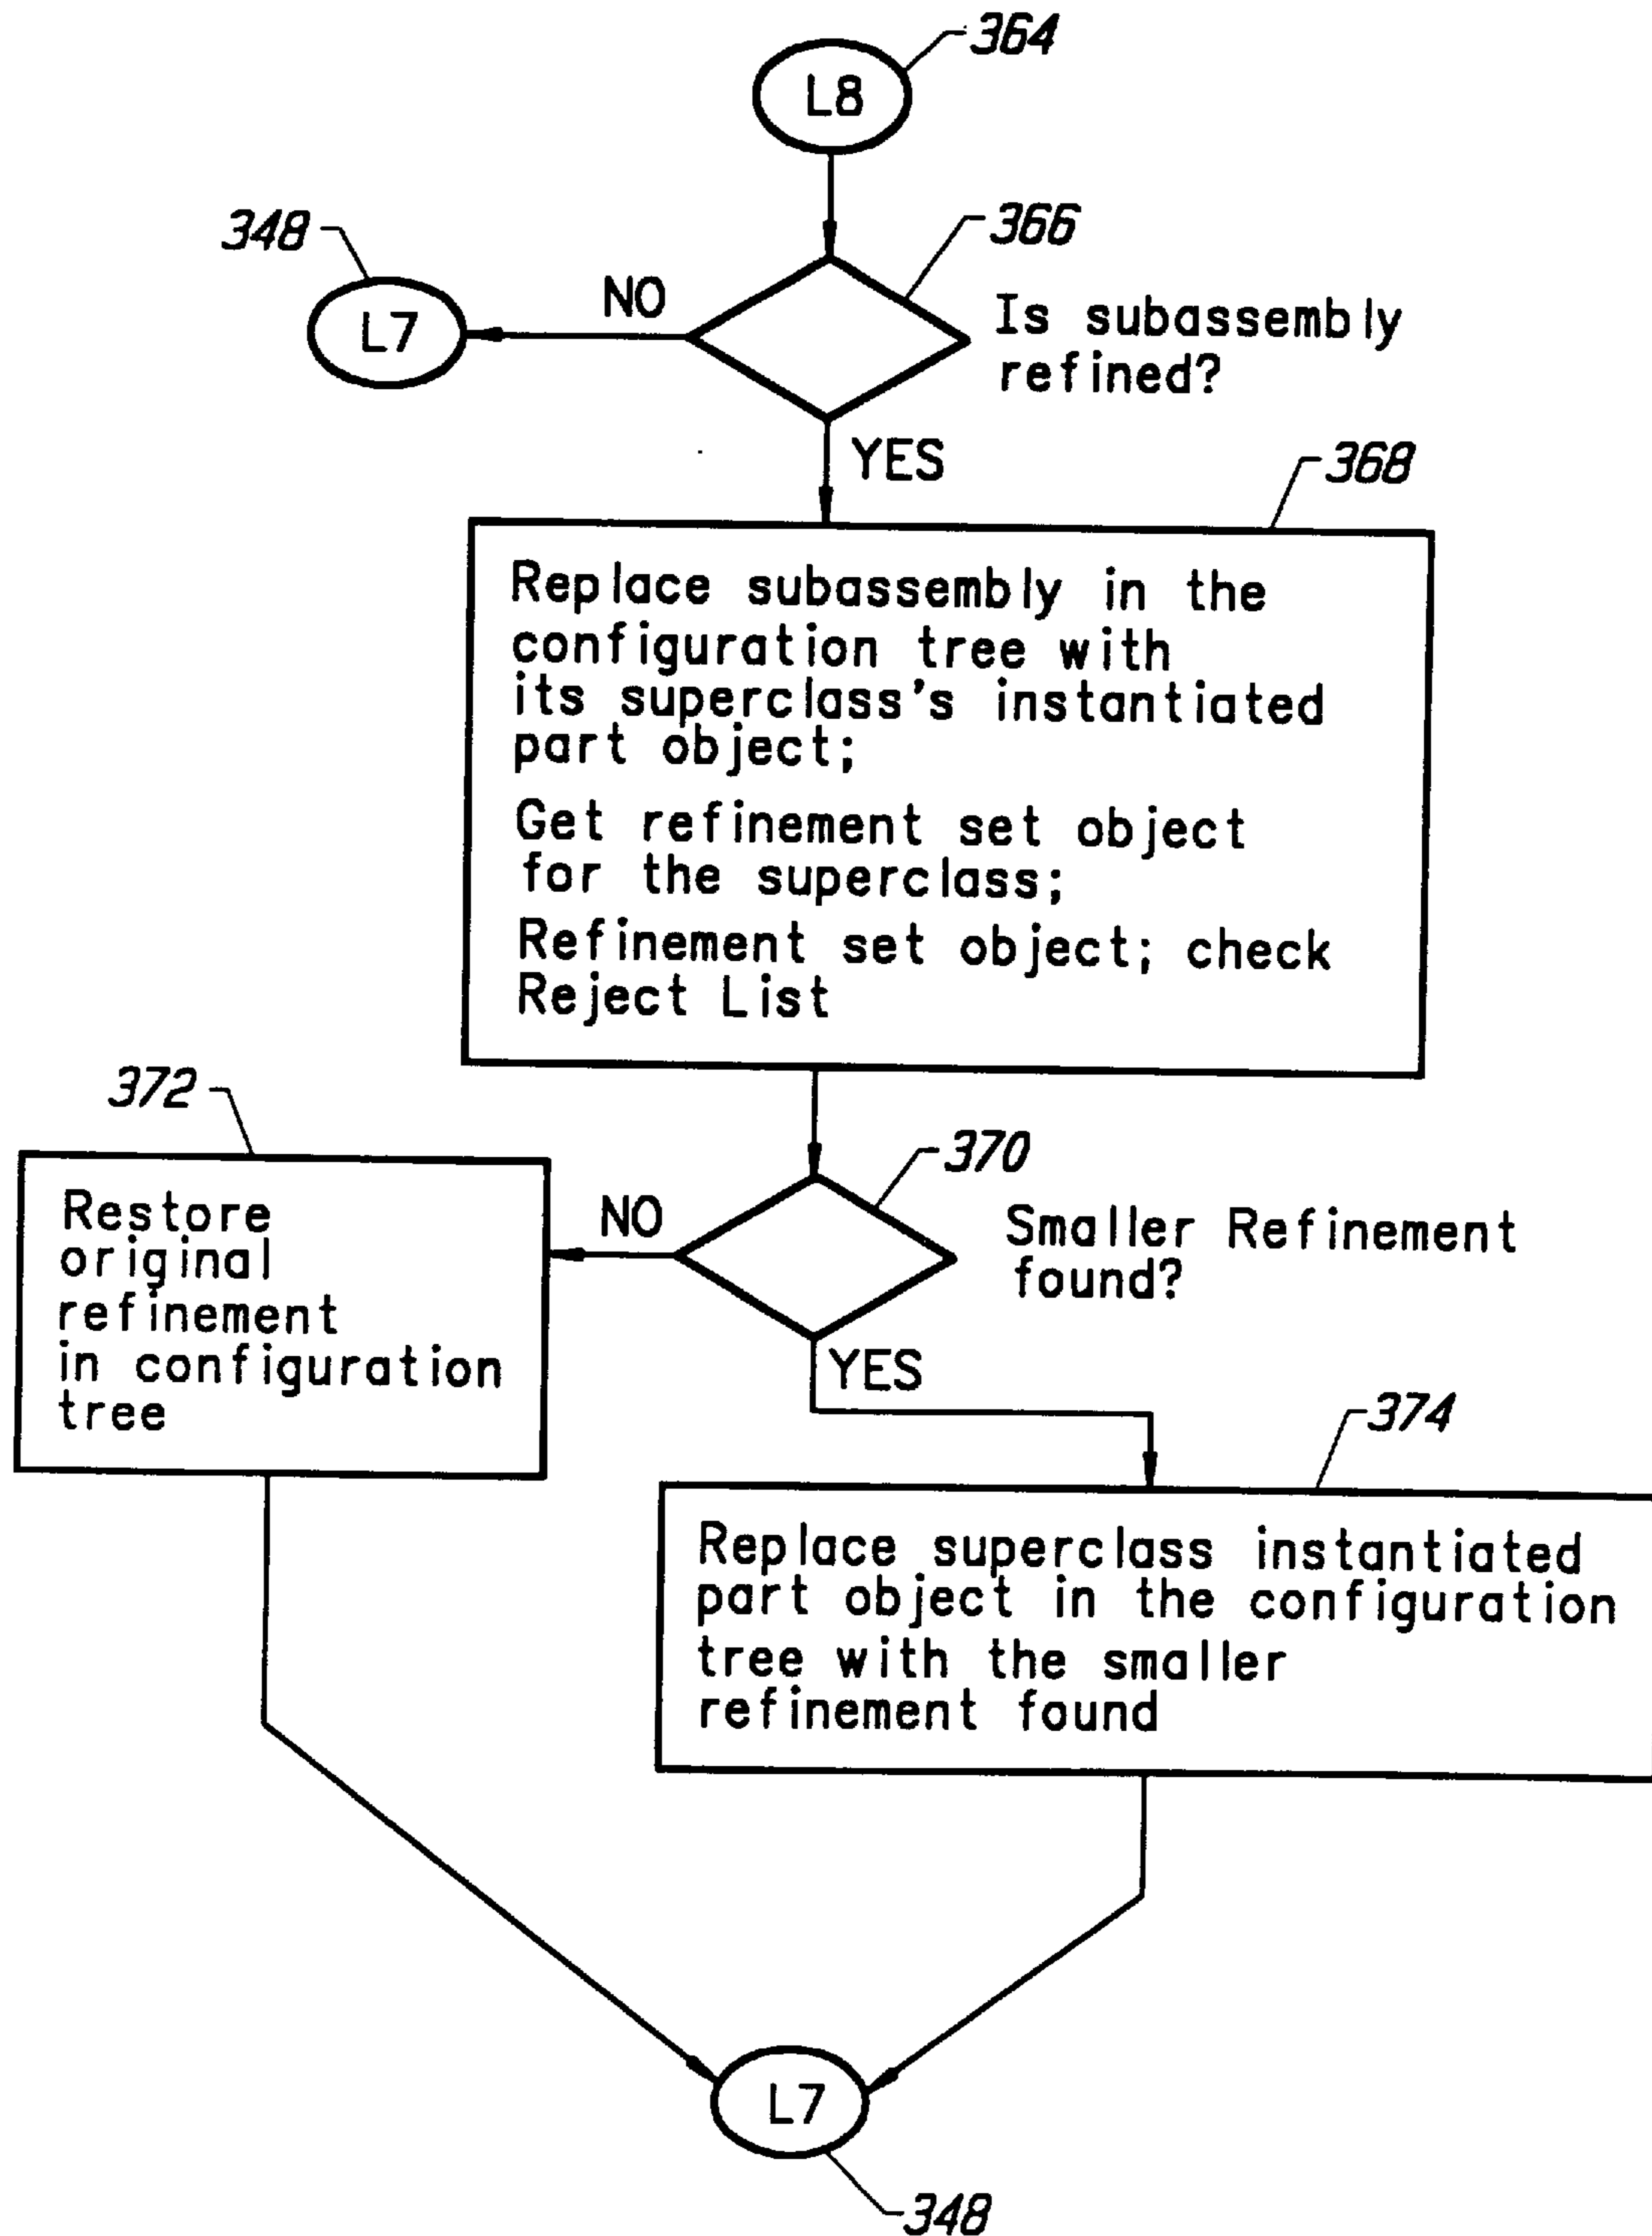 364
L8
366
348
NO
L7
Is subassembly
refined?
YES
368
Replace subassembly in the
configuration tree with
its superclass's instantiated
part object;
Get refinement set object
for the superclass;
Refinement set object; check
Reject List
372
370
NO
Restore
original
refinement
in configuration
tree
Smaller Refinement
found?
YES
374
Replace superclass instantiated
part object in the configuration
tree with the smaller
refinement found
L7
348